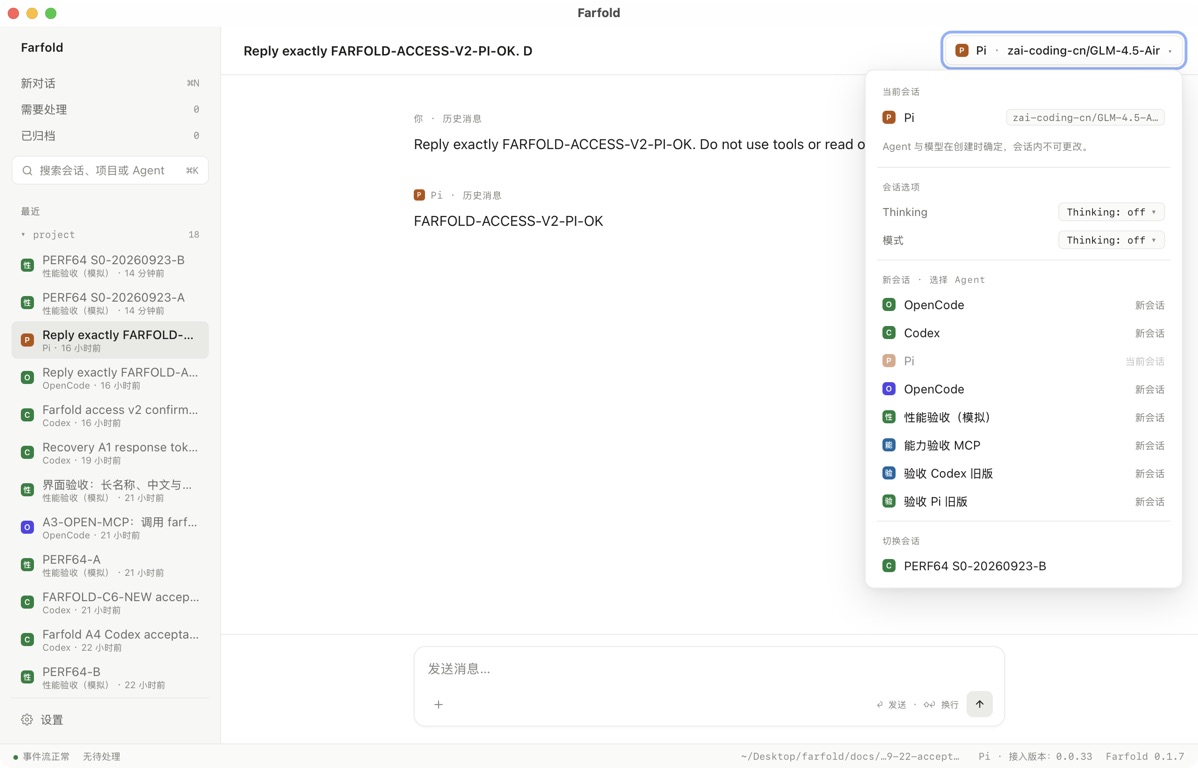 Farfold
Farfold
新对话 ⌘N
需要处理 0
已归档 0
搜索会话、项目或 Agent ⌘K
最近
project 18
性 PERF64 S0-20260923-B
性能验收（模拟） · 14 分钟前
性 PERF64 S0-20260923-A
性能验收（模拟） · 14 分钟前
P Reply exactly FARFOLD-...
Pi · 16 小时前
O Reply exactly FARFOLD-A...
OpenCode · 16 小时前
C Farfold access v2 confirm...
Codex · 16 小时前
C Recovery A1 response tok...
Codex · 19 小时前
性 界面验收：长名称、中文与...
性能验收（模拟） · 21 小时前
O A3-OPEN-MCP：调用 farf...
OpenCode · 21 小时前
性 PERF64-A
性能验收（模拟） · 21 小时前
C FARFOLD-C6-NEW accep...
Codex · 21 小时前
C Farfold A4 Codex accepta...
Codex · 22 小时前
性 PERF64-B
性能验收（模拟） · 22 小时前
设置
Reply exactly FARFOLD-ACCESS-V2-PI-OK. D
P Pi · zai-coding-cn/GLM-4.5-Air
你 · 历史消息
Reply exactly FARFOLD-ACCESS-V2-PI-OK. Do not use tools or read o
P Pi · 历史消息
FARFOLD-ACCESS-V2-PI-OK
当前会话
P Pi zai-coding-cn/GLM-4.5-A…
Agent 与模型在创建时确定，会话内不可更改。
会话选项
Thinking Thinking: off
模式 Thinking: off
新会话 · 选择 Agent
O OpenCode 新会话
C Codex 新会话
P Pi 当前会话
O OpenCode 新会话
性 性能验收（模拟） 新会话
能 能力验收 MCP 新会话
验 验收 Codex 旧版 新会话
验 验收 Pi 旧版 新会话
切换会话
C PERF64 S0-20260923-B
发送消息...
+ ↵ 发送 · ⇧↵ 换行
事件流正常 无待处理 ~/Desktop/farfold/docs/…9-22-accept… Pi · 接入版本: 0.0.33 Farfold 0.1.7